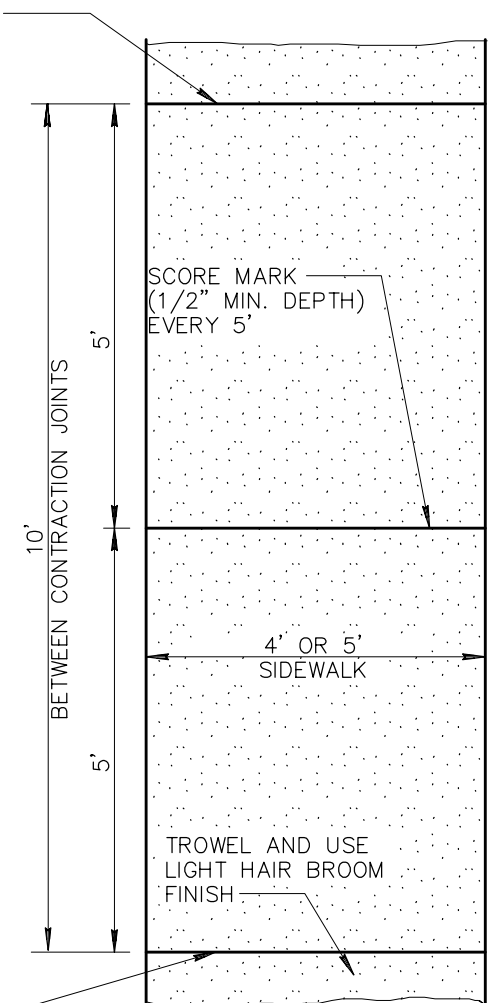 SCORE MARK
(1/2” MIN. DEPTH)
EVERY 5'
5'
10'
BETWEEN CONTRACTION JOINTS
4' OR 5'
SIDEWALK
5'
TROWEL AND USE
LIGHT HAIR BROOM
FINISH